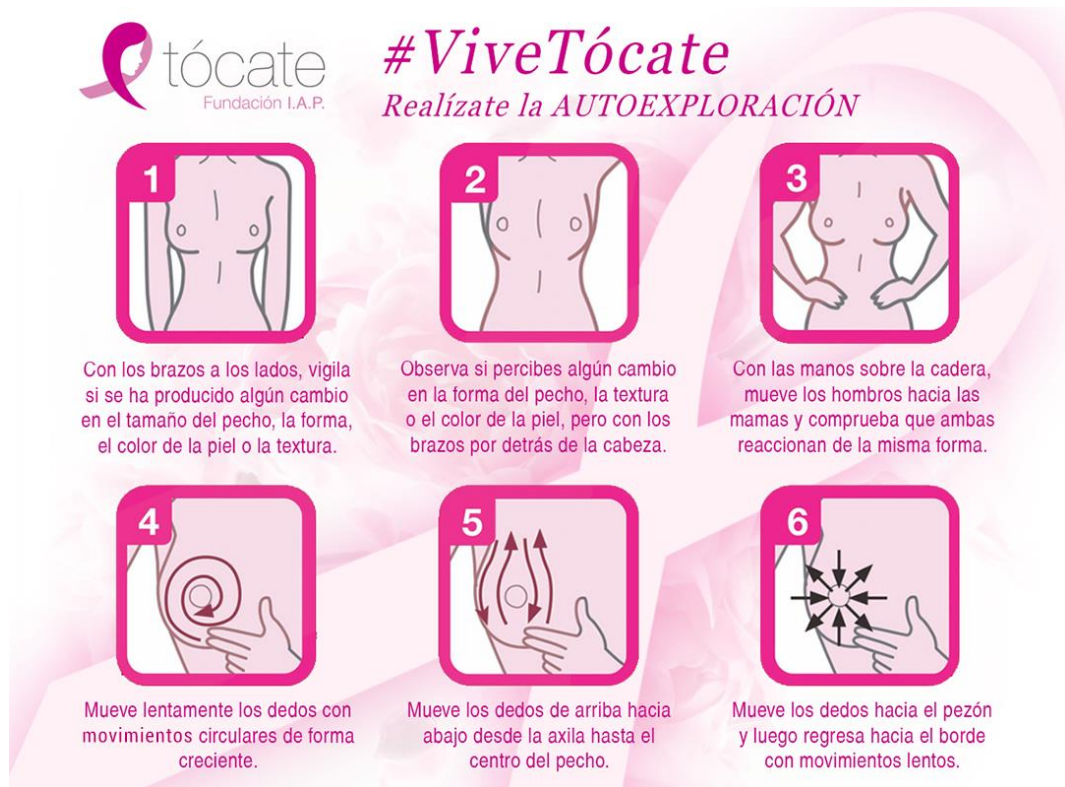 tócate
Fundación I.A.P.
#ViveTócate
Realízate la AUTOEXPLORACIÓN
1
Con los brazos a los lados, vigila
si se ha producido algún cambio
en el tamaño del pecho, la forma,
el color de la piel o la textura.
2
Observa si percibes algún cambio
en la forma del pecho, la textura
o el color de la piel, pero con los
brazos por detrás de la cabeza.
3
Con las manos sobre la cadera,
mueve los hombros hacia las
mamas y comprueba que ambas
reaccionan de la misma forma.
4
Mueve lentamente los dedos con
movimientos circulares de forma
creciente.
5
Mueve los dedos de arriba hacia
abajo desde la axila hasta el
centro del pecho.
6
Mueve los dedos hacia el pezón
y luego regresa hacia el borde
con movimientos lentos.